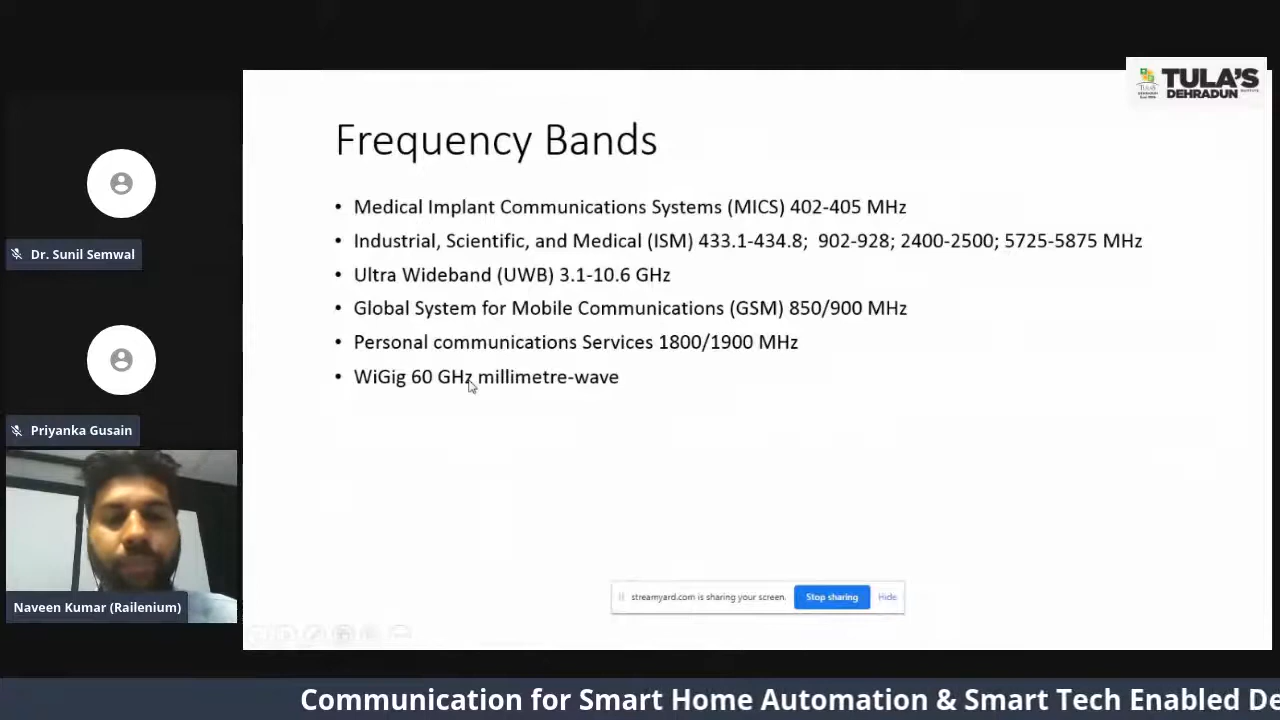 TULA'S
DEHRADUN
Frequency Bands
• Medical Implant Communications Systems (MICS) 402-405 MHz
• Industrial, Scientific, and Medical (ISM) 433.1-434.8; 902-928; 2400-2500; 5725-5875 MHz
• Ultra Wideband (UWB) 3.1-10.6 GHz
• Global System for Mobile Communications (GSM) 850/900 MHz
• Personal communications Services 1800/1900 MHz
• WiGig 60 GHz millimetre-wave
Dr. Sunil Semwal
Priyanka Gusain
Naveen Kumar (Railenium)
streamyard.com is sharing your screen. Stop sharing Hide
Communication for Smart Home Automation & Smart Tech Enabled De